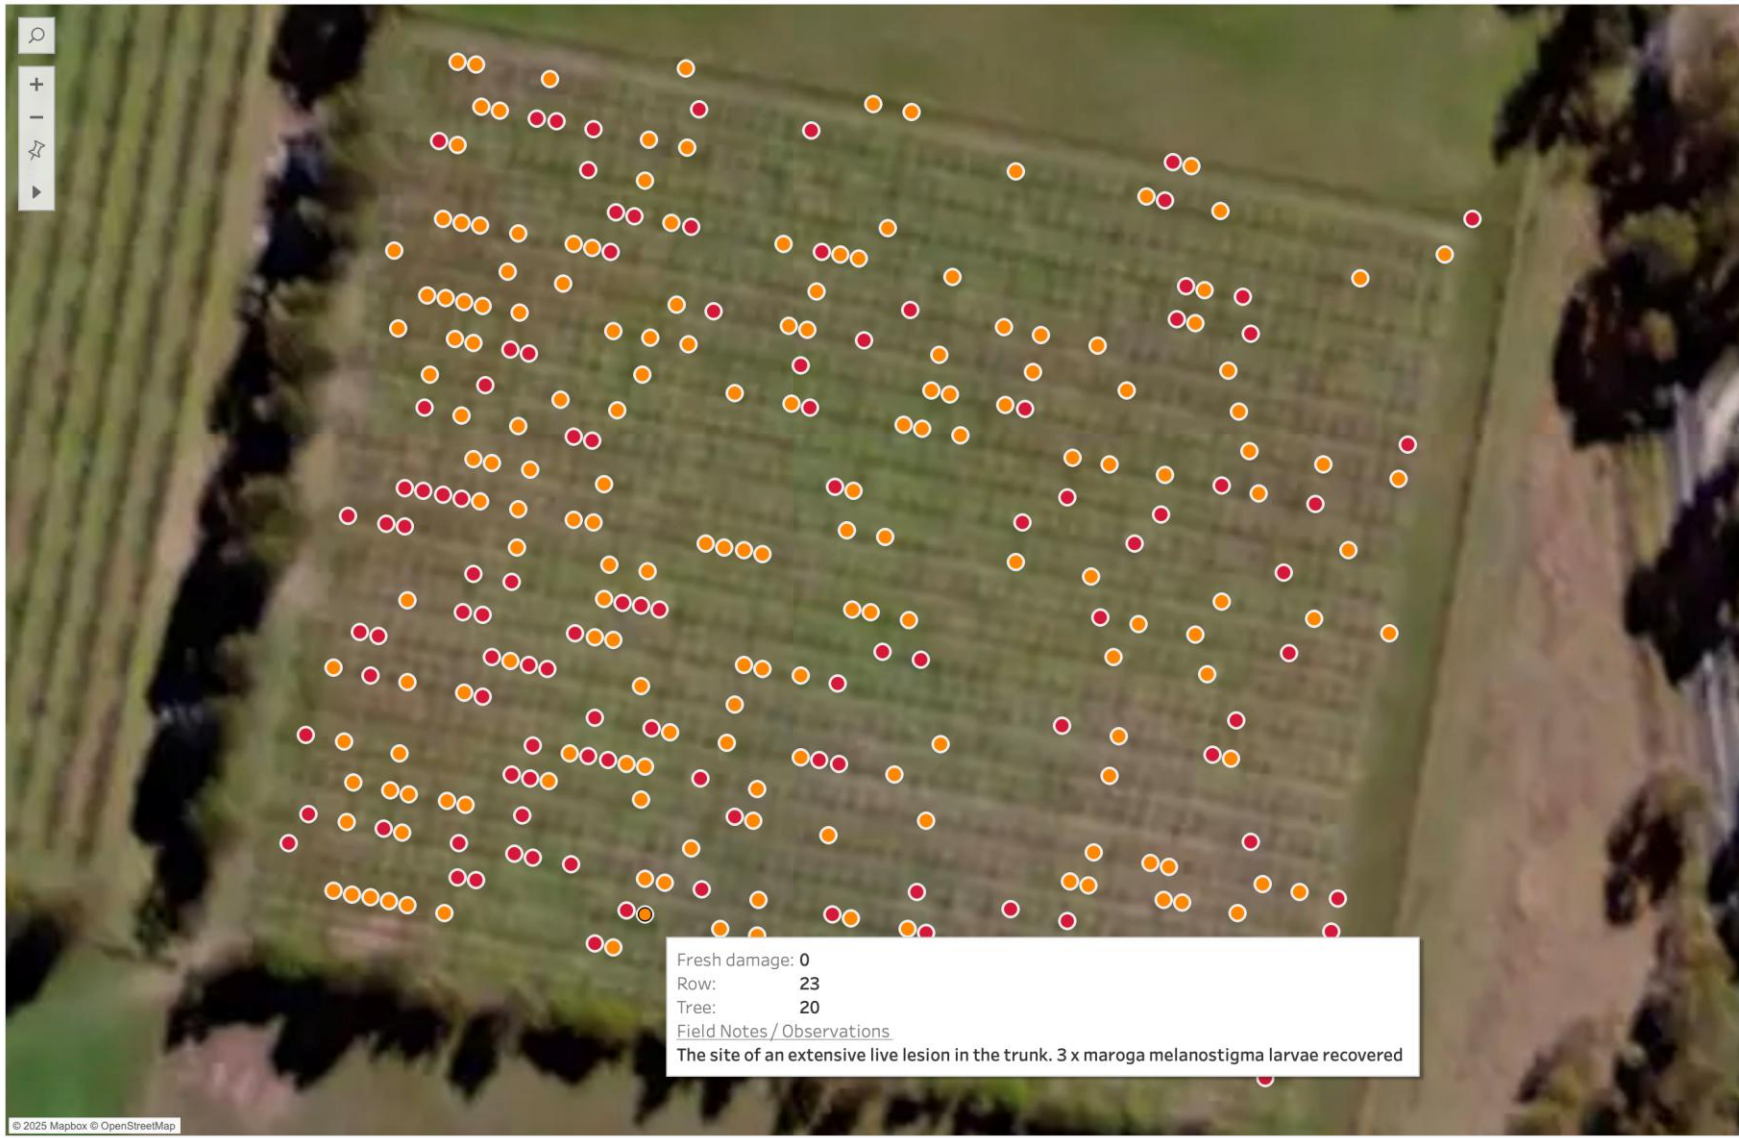 +
−
Fresh damage: 0
Row: 23
Tree: 20
Field Notes / Observations
The site of an extensive live lesion in the trunk. 3 x maroga melanostigma larvae recovered
© 2025 Mapbox © OpenStreetMap